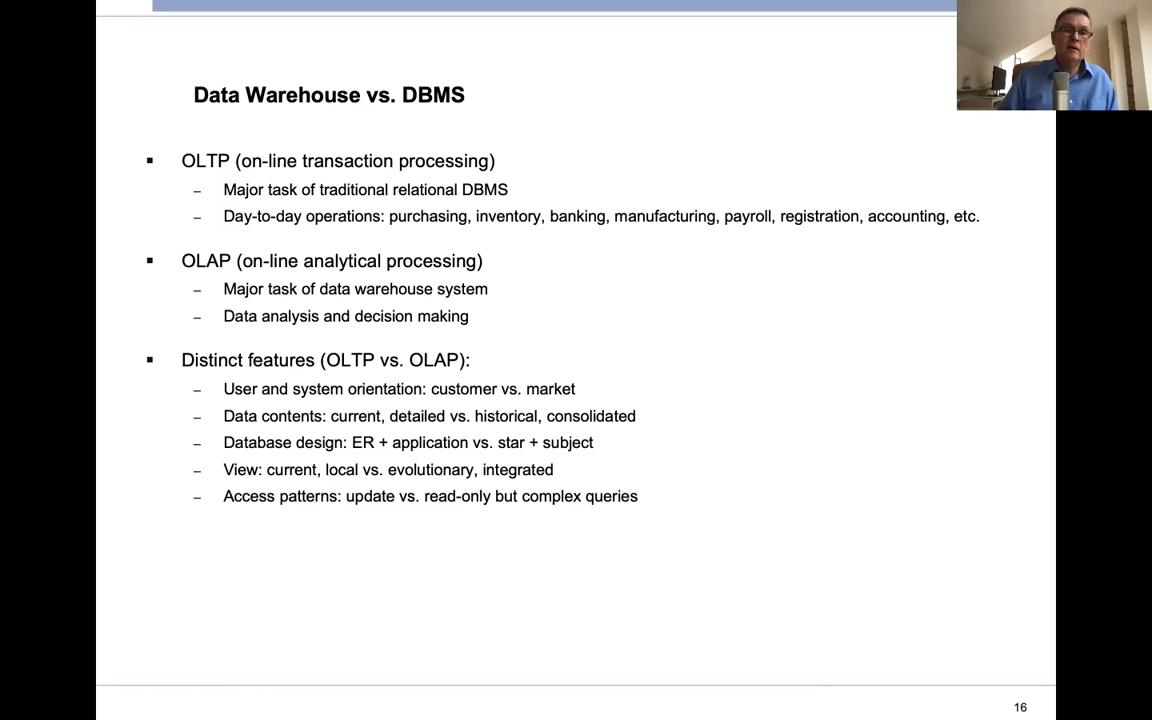 Data Warehouse vs. DBMS
▪ OLTP (on-line transaction processing)
– Major task of traditional relational DBMS
– Day-to-day operations: purchasing, inventory, banking, manufacturing, payroll, registration, accounting, etc.
▪ OLAP (on-line analytical processing)
– Major task of data warehouse system
– Data analysis and decision making
▪ Distinct features (OLTP vs. OLAP):
– User and system orientation: customer vs. market
– Data contents: current, detailed vs. historical, consolidated
– Database design: ER + application vs. star + subject
– View: current, local vs. evolutionary, integrated
– Access patterns: update vs. read-only but complex queries
16